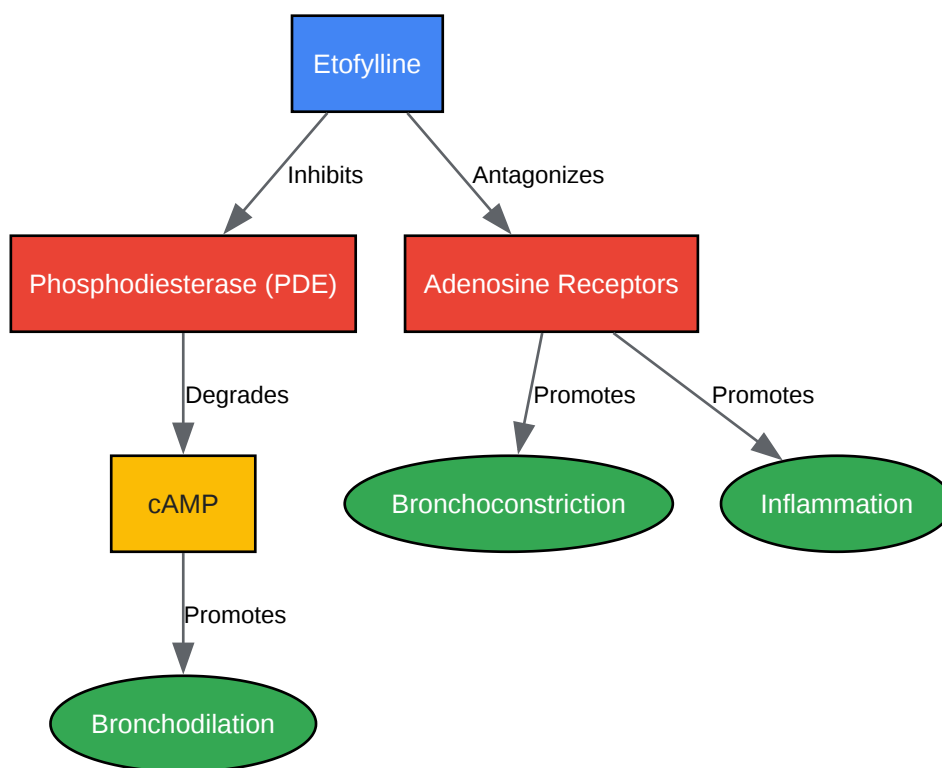 Etofylline
Inhibits
Antagonizes
Phosphodiesterase (PDE)
Adenosine Receptors
Degrades
Promotes
Promotes
cAMP
Bronchoconstriction
Inflammation
Promotes
Bronchodilation